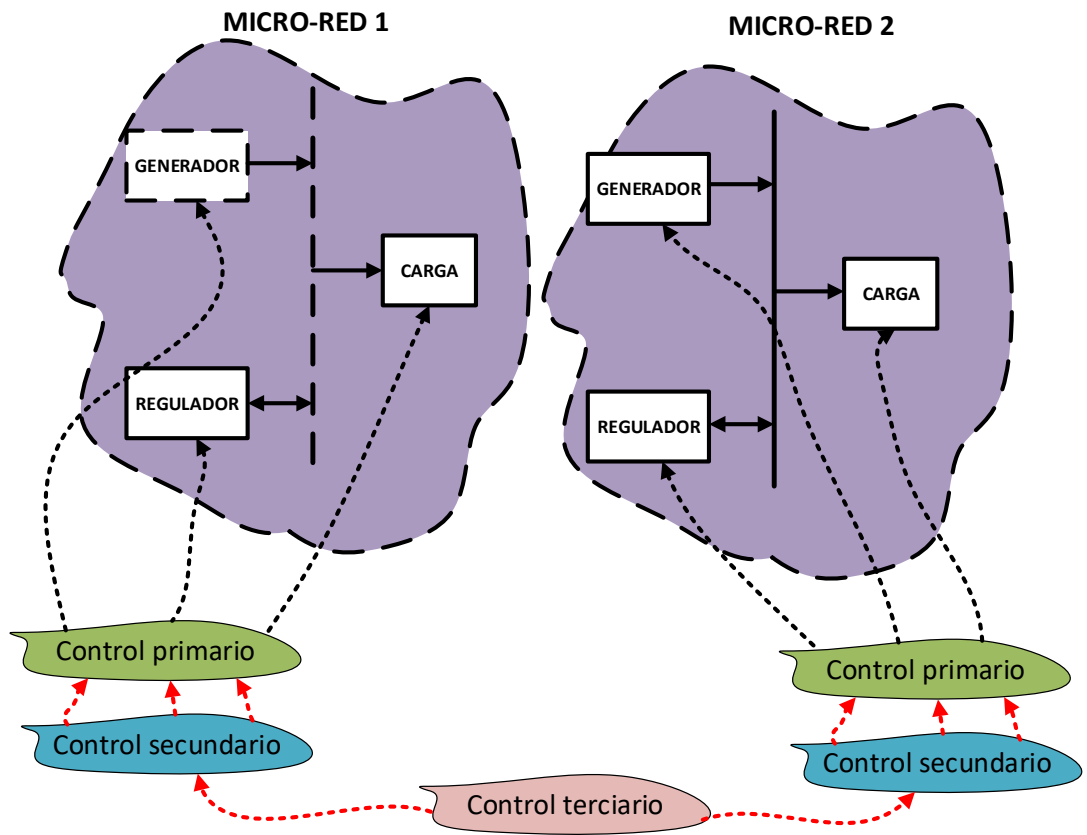 MICRO-RED 1
MICRO-RED 2
GENERADOR
CARGA
REGULADOR
GENERADOR
CARGA
REGULADOR
Control primario
Control secundario
Control primario
Control secundario
Control terciario